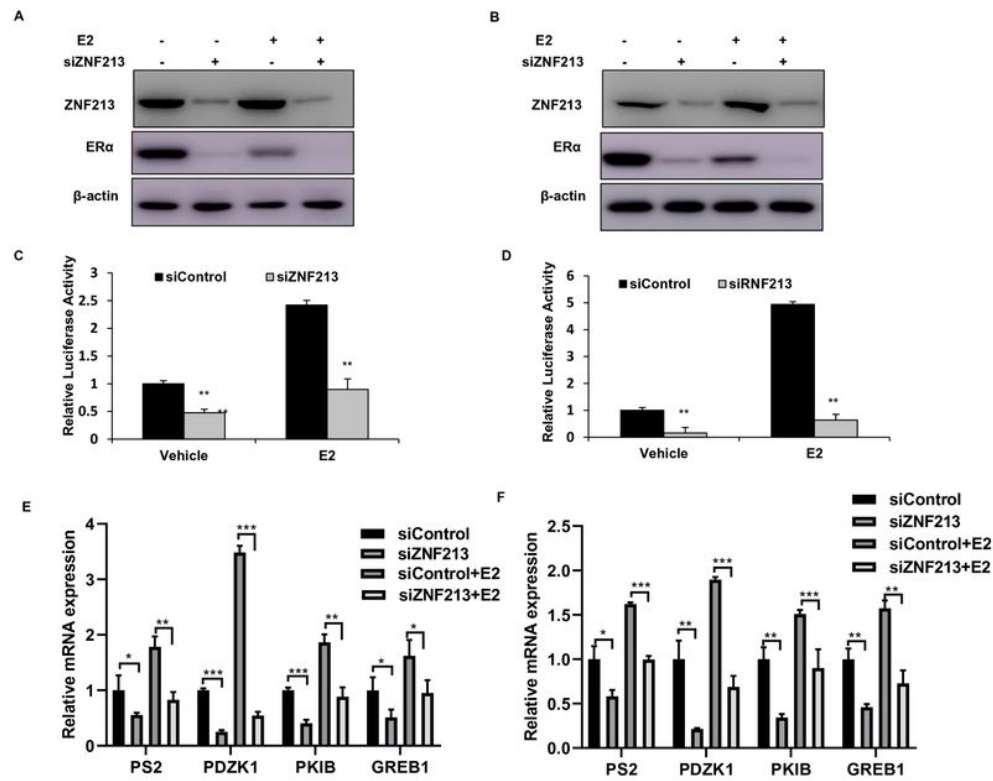 A
E2 - - + +
siZNF213 - + - +
ZNF213
ERα
β-actin
B
E2 - - + +
siZNF213 - + - +
ZNF213
ERα
β-actin
C
Relative Luciferase Activity
3
2.5
2
1.5
1
0.5
0
siControl siZNF213
** **
**
Vehicle E2
D
Relative Luciferase Activity
6
5
4
3
2
1
0
siControl siRNF213
**
**
Vehicle E2
E
Relative mRNA expression
4
3
2
1
0
siControl
siZNF213
siControl+E2
siZNF213+E2
* ** *** *** *** ** * *
PS2 PDZK1 PKIB GREB1
F
Relative mRNA expression
2.5
2.0
1.5
1.0
0.5
0.0
siControl
siZNF213
siControl+E2
siZNF213+E2
* *** ** *** ** *** ** **
PS2 PDZK1 PKIB GREB1